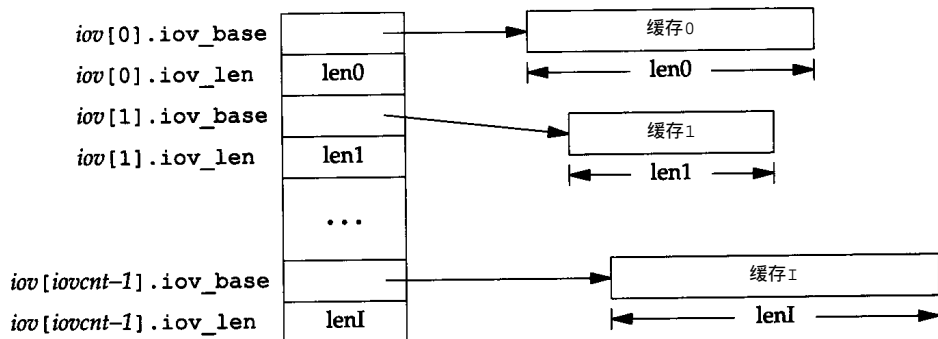 iov[0].iov_base
缓存0
iov[0].iov_len
len0
len0
iov[1].iov_base
缓存1
iov[1].iov_len
len1
len1
...
iov[iovcnt–1].iov_base
缓存I
iov[iovcnt–1].iov_len
lenI
lenI